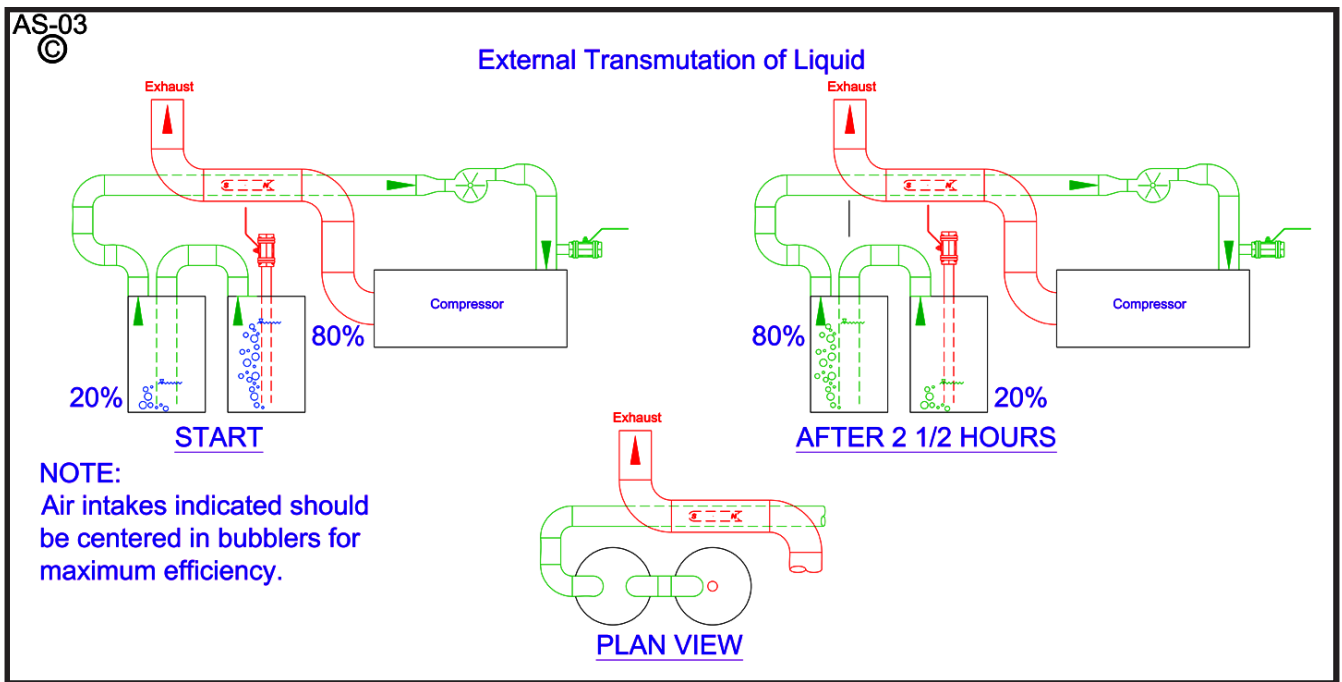 AS-03
©
External Transmutation of Liquid
Exhaust
S N
Compressor
80%
20%
START
Exhaust
S N
Compressor
80%
20%
AFTER 2 1/2 HOURS
NOTE:
Air intakes indicated should
be centered in bubblers for
maximum efficiency.
Exhaust
S N
PLAN VIEW